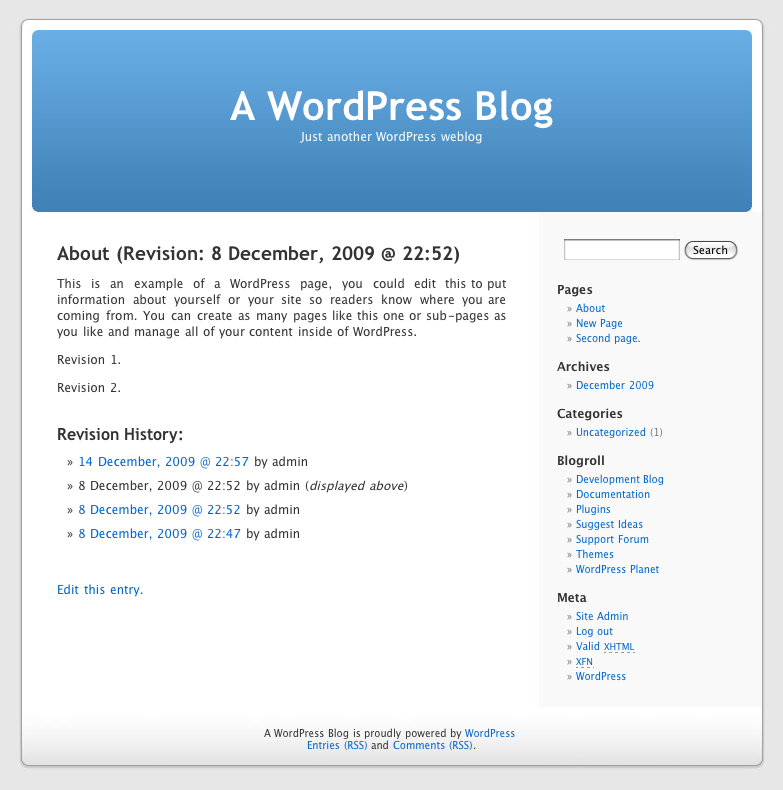 A WordPress Blog
Just another WordPress weblog
About (Revision: 8 December, 2009 @ 22:52)
This is an example of a WordPress page, you could edit this to put
information about yourself or your site so readers know where you are
coming from. You can create as many pages like this one or sub-pages as
you like and manage all of your content inside of WordPress.
Revision 1.
Revision 2.
Revision History:
» 14 December, 2009 @ 22:57 by admin
» 8 December, 2009 @ 22:52 by admin (displayed above)
» 8 December, 2009 @ 22:52 by admin
» 8 December, 2009 @ 22:47 by admin
Edit this entry.
Search
Pages
» About
» New Page
» Second page.
Archives
» December 2009
Categories
» Uncategorized (1)
Blogroll
» Development Blog
» Documentation
» Plugins
» Suggest Ideas
» Support Forum
» Themes
» WordPress Planet
Meta
» Site Admin
» Log out
» Valid XHTML
» XFN
» WordPress
A WordPress Blog is proudly powered by WordPress
Entries (RSS) and Comments (RSS).